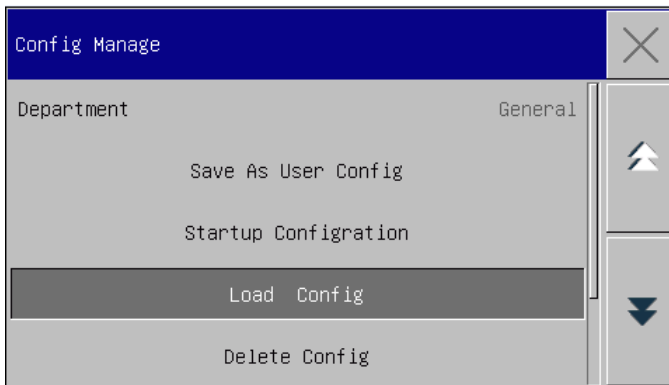 Config Manage
Department General
Save As User Config
Startup Configration
Load Config
Delete Config